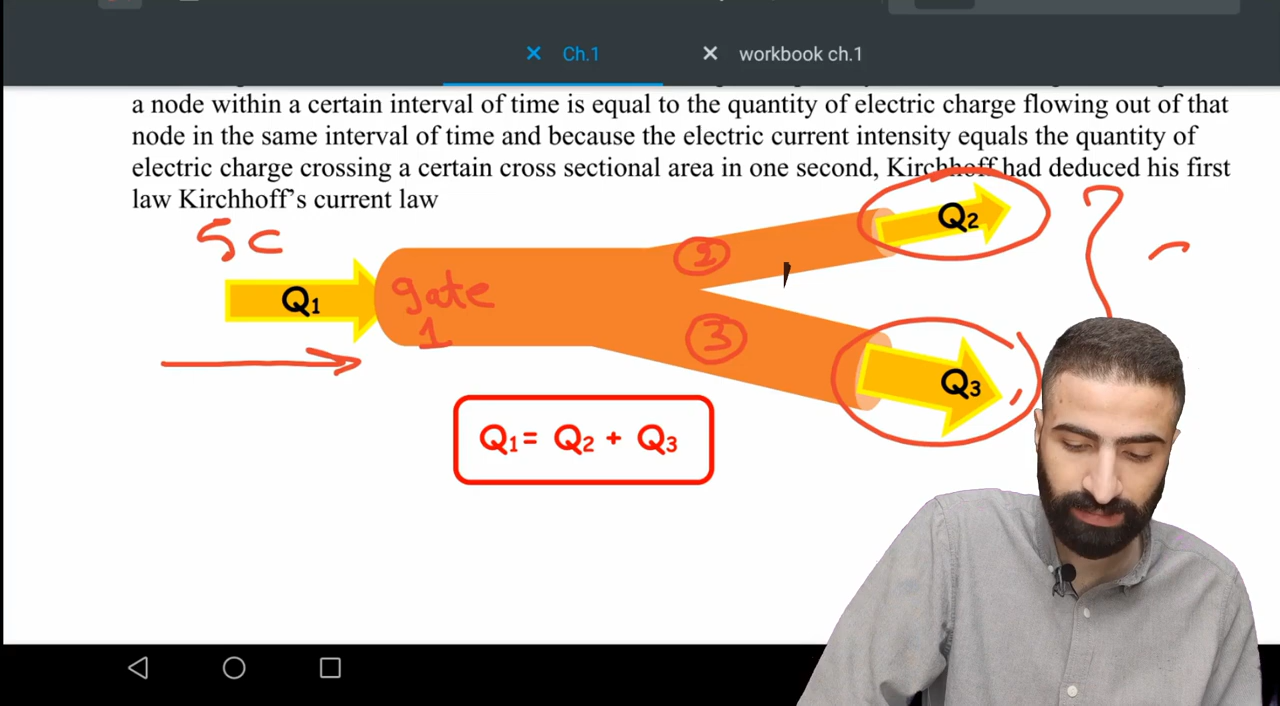 Ch.1
workbook ch.1
a node within a certain interval of time is equal to the quantity of electric charge flowing out of that
node in the same interval of time and because the electric current intensity equals the quantity of
electric charge crossing a certain cross sectional area in one second, Kirchhoff had deduced his first
law Kirchhoff's current law
5C
Q2
2
Q1
gate
1
3
Q3
Q1= Q2 + Q3